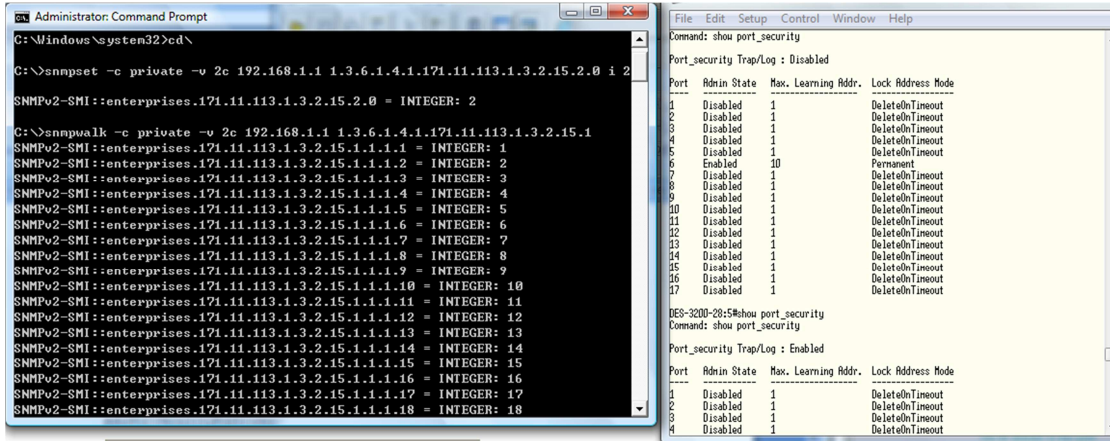 Administrator: Command Prompt
C:\Windows\system32>cd\
C:\>snmpset -c private -v 2c 192.168.1.1 1.3.6.1.4.1.171.11.113.1.3.2.15.2.0 i 2
SNMPv2-SMI::enterprises.171.11.113.1.3.2.15.2.0 = INTEGER: 2
C:\>snmpwalk -c private -v 2c 192.168.1.1 1.3.6.1.4.1.171.11.113.1.3.2.15.1
SNMPv2-SMI::enterprises.171.11.113.1.3.2.15.1.1.1.1 = INTEGER: 1
SNMPv2-SMI::enterprises.171.11.113.1.3.2.15.1.1.1.2 = INTEGER: 2
SNMPv2-SMI::enterprises.171.11.113.1.3.2.15.1.1.1.3 = INTEGER: 3
SNMPv2-SMI::enterprises.171.11.113.1.3.2.15.1.1.1.4 = INTEGER: 4
SNMPv2-SMI::enterprises.171.11.113.1.3.2.15.1.1.1.5 = INTEGER: 5
SNMPv2-SMI::enterprises.171.11.113.1.3.2.15.1.1.1.6 = INTEGER: 6
SNMPv2-SMI::enterprises.171.11.113.1.3.2.15.1.1.1.7 = INTEGER: 7
SNMPv2-SMI::enterprises.171.11.113.1.3.2.15.1.1.1.8 = INTEGER: 8
SNMPv2-SMI::enterprises.171.11.113.1.3.2.15.1.1.1.9 = INTEGER: 9
SNMPv2-SMI::enterprises.171.11.113.1.3.2.15.1.1.1.10 = INTEGER: 10
SNMPv2-SMI::enterprises.171.11.113.1.3.2.15.1.1.1.11 = INTEGER: 11
SNMPv2-SMI::enterprises.171.11.113.1.3.2.15.1.1.1.12 = INTEGER: 12
SNMPv2-SMI::enterprises.171.11.113.1.3.2.15.1.1.1.13 = INTEGER: 13
SNMPv2-SMI::enterprises.171.11.113.1.3.2.15.1.1.1.14 = INTEGER: 14
SNMPv2-SMI::enterprises.171.11.113.1.3.2.15.1.1.1.15 = INTEGER: 15
SNMPv2-SMI::enterprises.171.11.113.1.3.2.15.1.1.1.16 = INTEGER: 16
SNMPv2-SMI::enterprises.171.11.113.1.3.2.15.1.1.1.17 = INTEGER: 17
SNMPv2-SMI::enterprises.171.11.113.1.3.2.15.1.1.1.18 = INTEGER: 18
File Edit Setup Control Window Help
Command: show port_security
Port_security Trap/Log : Disabled
Port Admin State Max. Learning Addr. Lock Address Mode
1 Disabled 1 DeleteOnTimeout
2 Disabled 1 DeleteOnTimeout
3 Disabled 1 DeleteOnTimeout
4 Disabled 1 DeleteOnTimeout
5 Disabled 1 DeleteOnTimeout
6 Enabled 10 Permanent
7 Disabled 1 DeleteOnTimeout
8 Disabled 1 DeleteOnTimeout
9 Disabled 1 DeleteOnTimeout
10 Disabled 1 DeleteOnTimeout
11 Disabled 1 DeleteOnTimeout
12 Disabled 1 DeleteOnTimeout
13 Disabled 1 DeleteOnTimeout
14 Disabled 1 DeleteOnTimeout
15 Disabled 1 DeleteOnTimeout
16 Disabled 1 DeleteOnTimeout
17 Disabled 1 DeleteOnTimeout
DES-3200-28:5#show port_security
Command: show port_security
Port_security Trap/Log : Enabled
Port Admin State Max. Learning Addr. Lock Address Mode
1 Disabled 1 DeleteOnTimeout
2 Disabled 1 DeleteOnTimeout
3 Disabled 1 DeleteOnTimeout
4 Disabled 1 DeleteOnTimeout